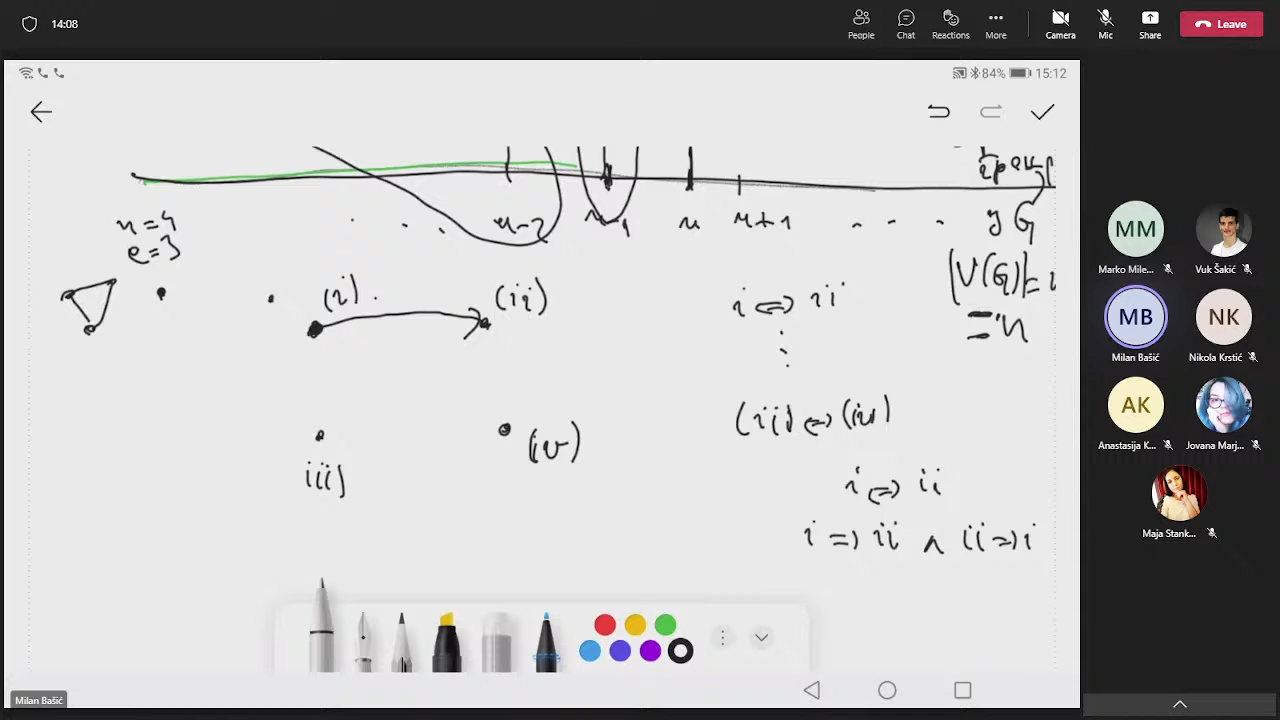 14:08
People Chat Reactions More Camera Mic Share Leave
84% 15:12
n-2 n-1 n n+1
y G
n=4
e=3
|V(G)|=
=n
(i) (ii)
i ⇔ ii
(iii) ⇔ (iv)
iii) (iv)
i ⇔ ii
i ⇒ ii ∧ ii ⇒ i
MM
Marko Mile... Vuk Šakić
MB NK
Milan Bašić Nikola Krstić
AK
Anastasija K... Jovana Marj...
Maja Stank...
Milan Bašić